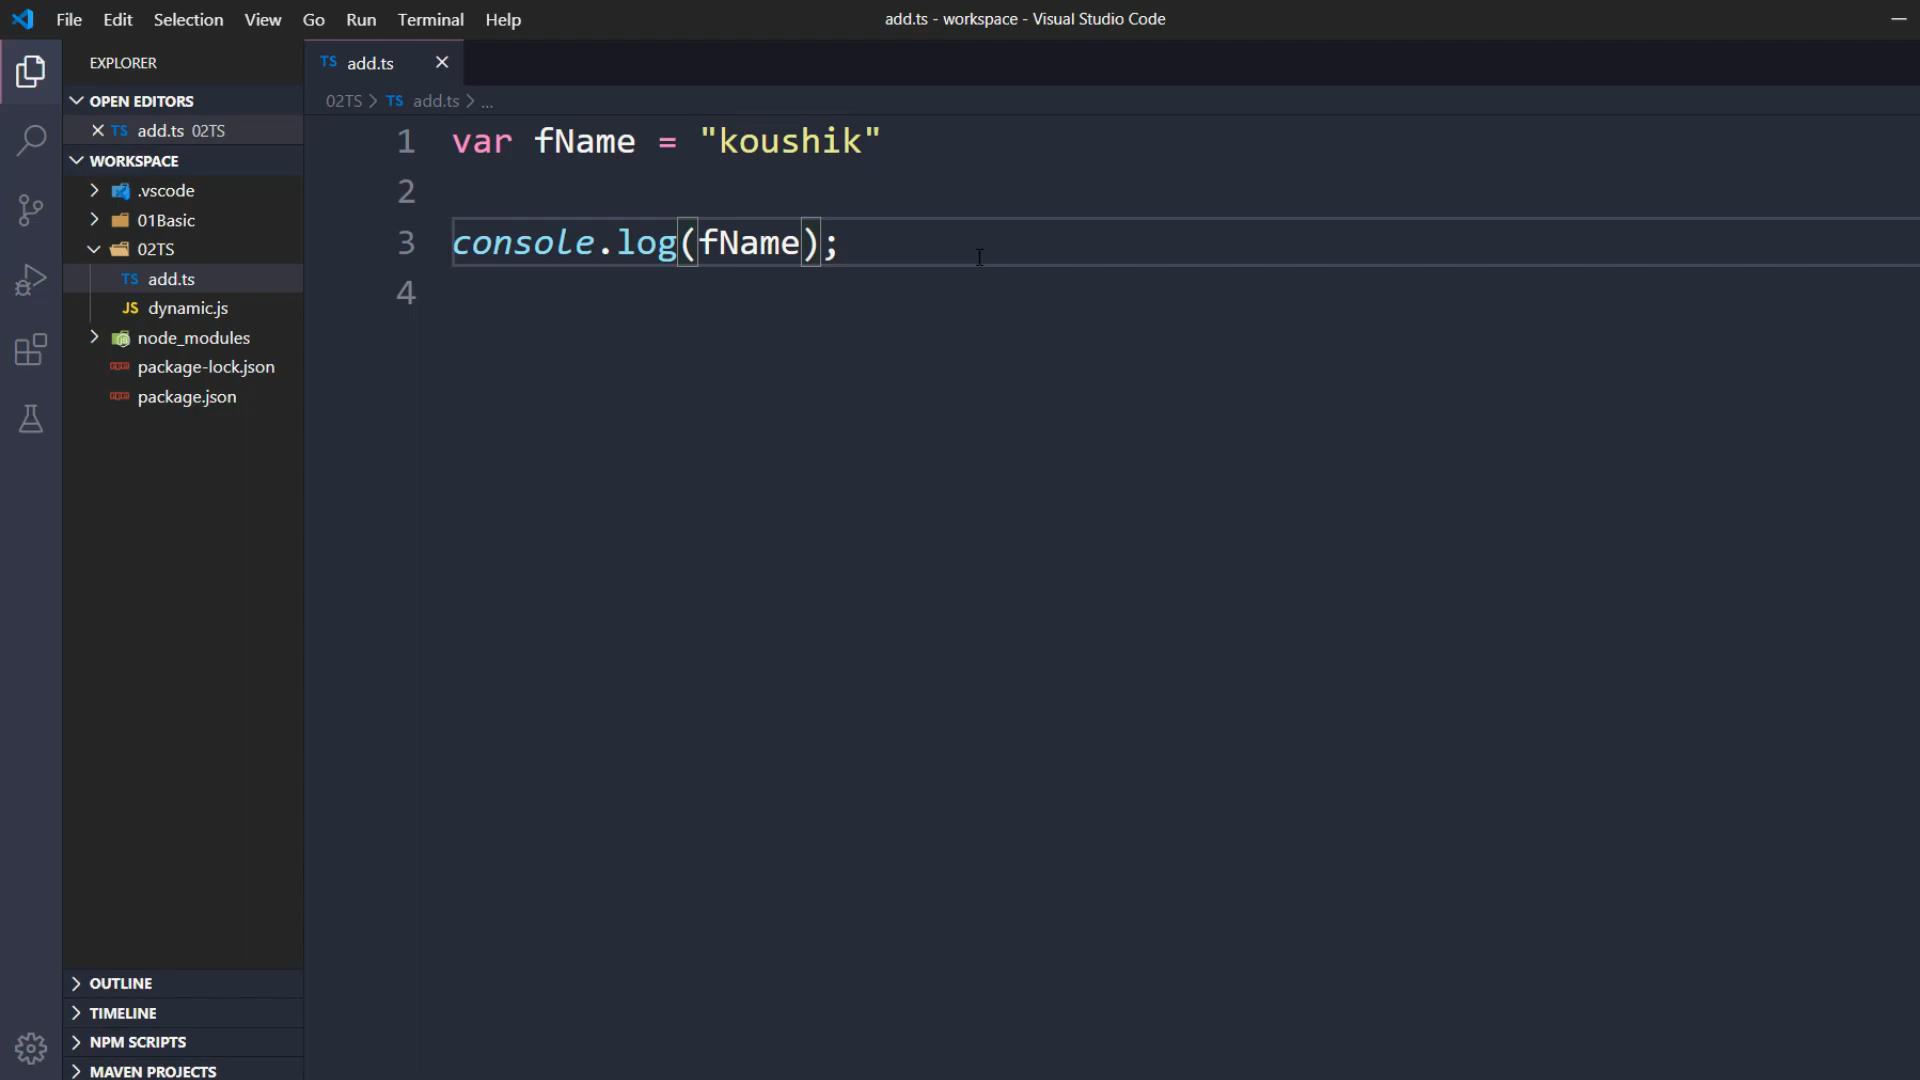 File Edit Selection View Go Run Terminal Help
add.ts - workspace - Visual Studio Code
EXPLORER
OPEN EDITORS
TS add.ts 02TS
WORKSPACE
.vscode
01Basic
02TS
TS add.ts
JS dynamic.js
node_modules
package-lock.json
package.json
OUTLINE
TIMELINE
NPM SCRIPTS
MAVEN PROJECTS
TS add.ts
02TS > TS add.ts > ...
1 var fName = "koushik"
2
3 console.log(fName);
4